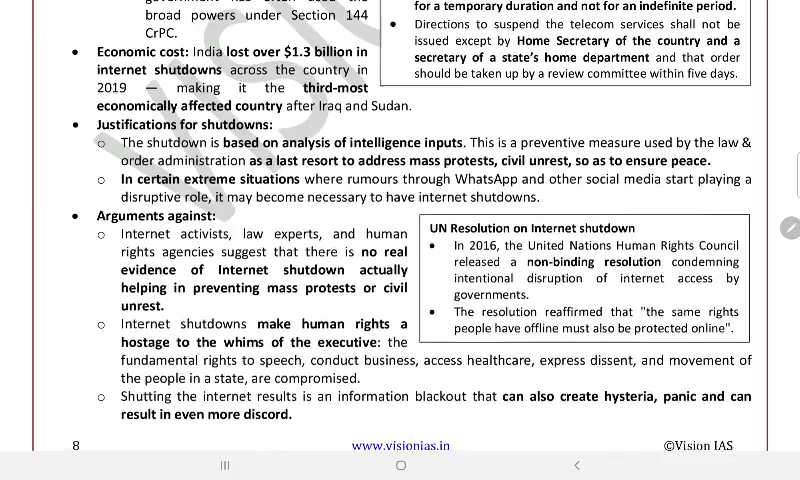 government has often used the
broad powers under Section 144
CrPC.
• Economic cost: India lost over $1.3 billion in
internet shutdowns across the country in
2019 — making it the third-most
economically affected country after Iraq and Sudan.
for a temporary duration and not for an indefinite period.
• Directions to suspend the telecom services shall not be
issued except by Home Secretary of the country and a
secretary of a state's home department and that order
should be taken up by a review committee within five days.
• Justifications for shutdowns:
o The shutdown is based on analysis of intelligence inputs. This is a preventive measure used by the law &
order administration as a last resort to address mass protests, civil unrest, so as to ensure peace.
o In certain extreme situations where rumours through WhatsApp and other social media start playing a
disruptive role, it may become necessary to have internet shutdowns.
• Arguments against:
o Internet activists, law experts, and human
rights agencies suggest that there is no real
evidence of Internet shutdown actually
helping in preventing mass protests or civil
unrest.
o Internet shutdowns make human rights a
hostage to the whims of the executive: the
fundamental rights to speech, conduct business, access healthcare, express dissent, and movement of
the people in a state, are compromised.
o Shutting the internet results is an information blackout that can also create hysteria, panic and can
result in even more discord.
UN Resolution on Internet shutdown
• In 2016, the United Nations Human Rights Council
released a non-binding resolution condemning
intentional disruption of internet access by
governments.
• The resolution reaffirmed that "the same rights
people have offline must also be protected online".
8
www.visionias.in
©Vision IAS